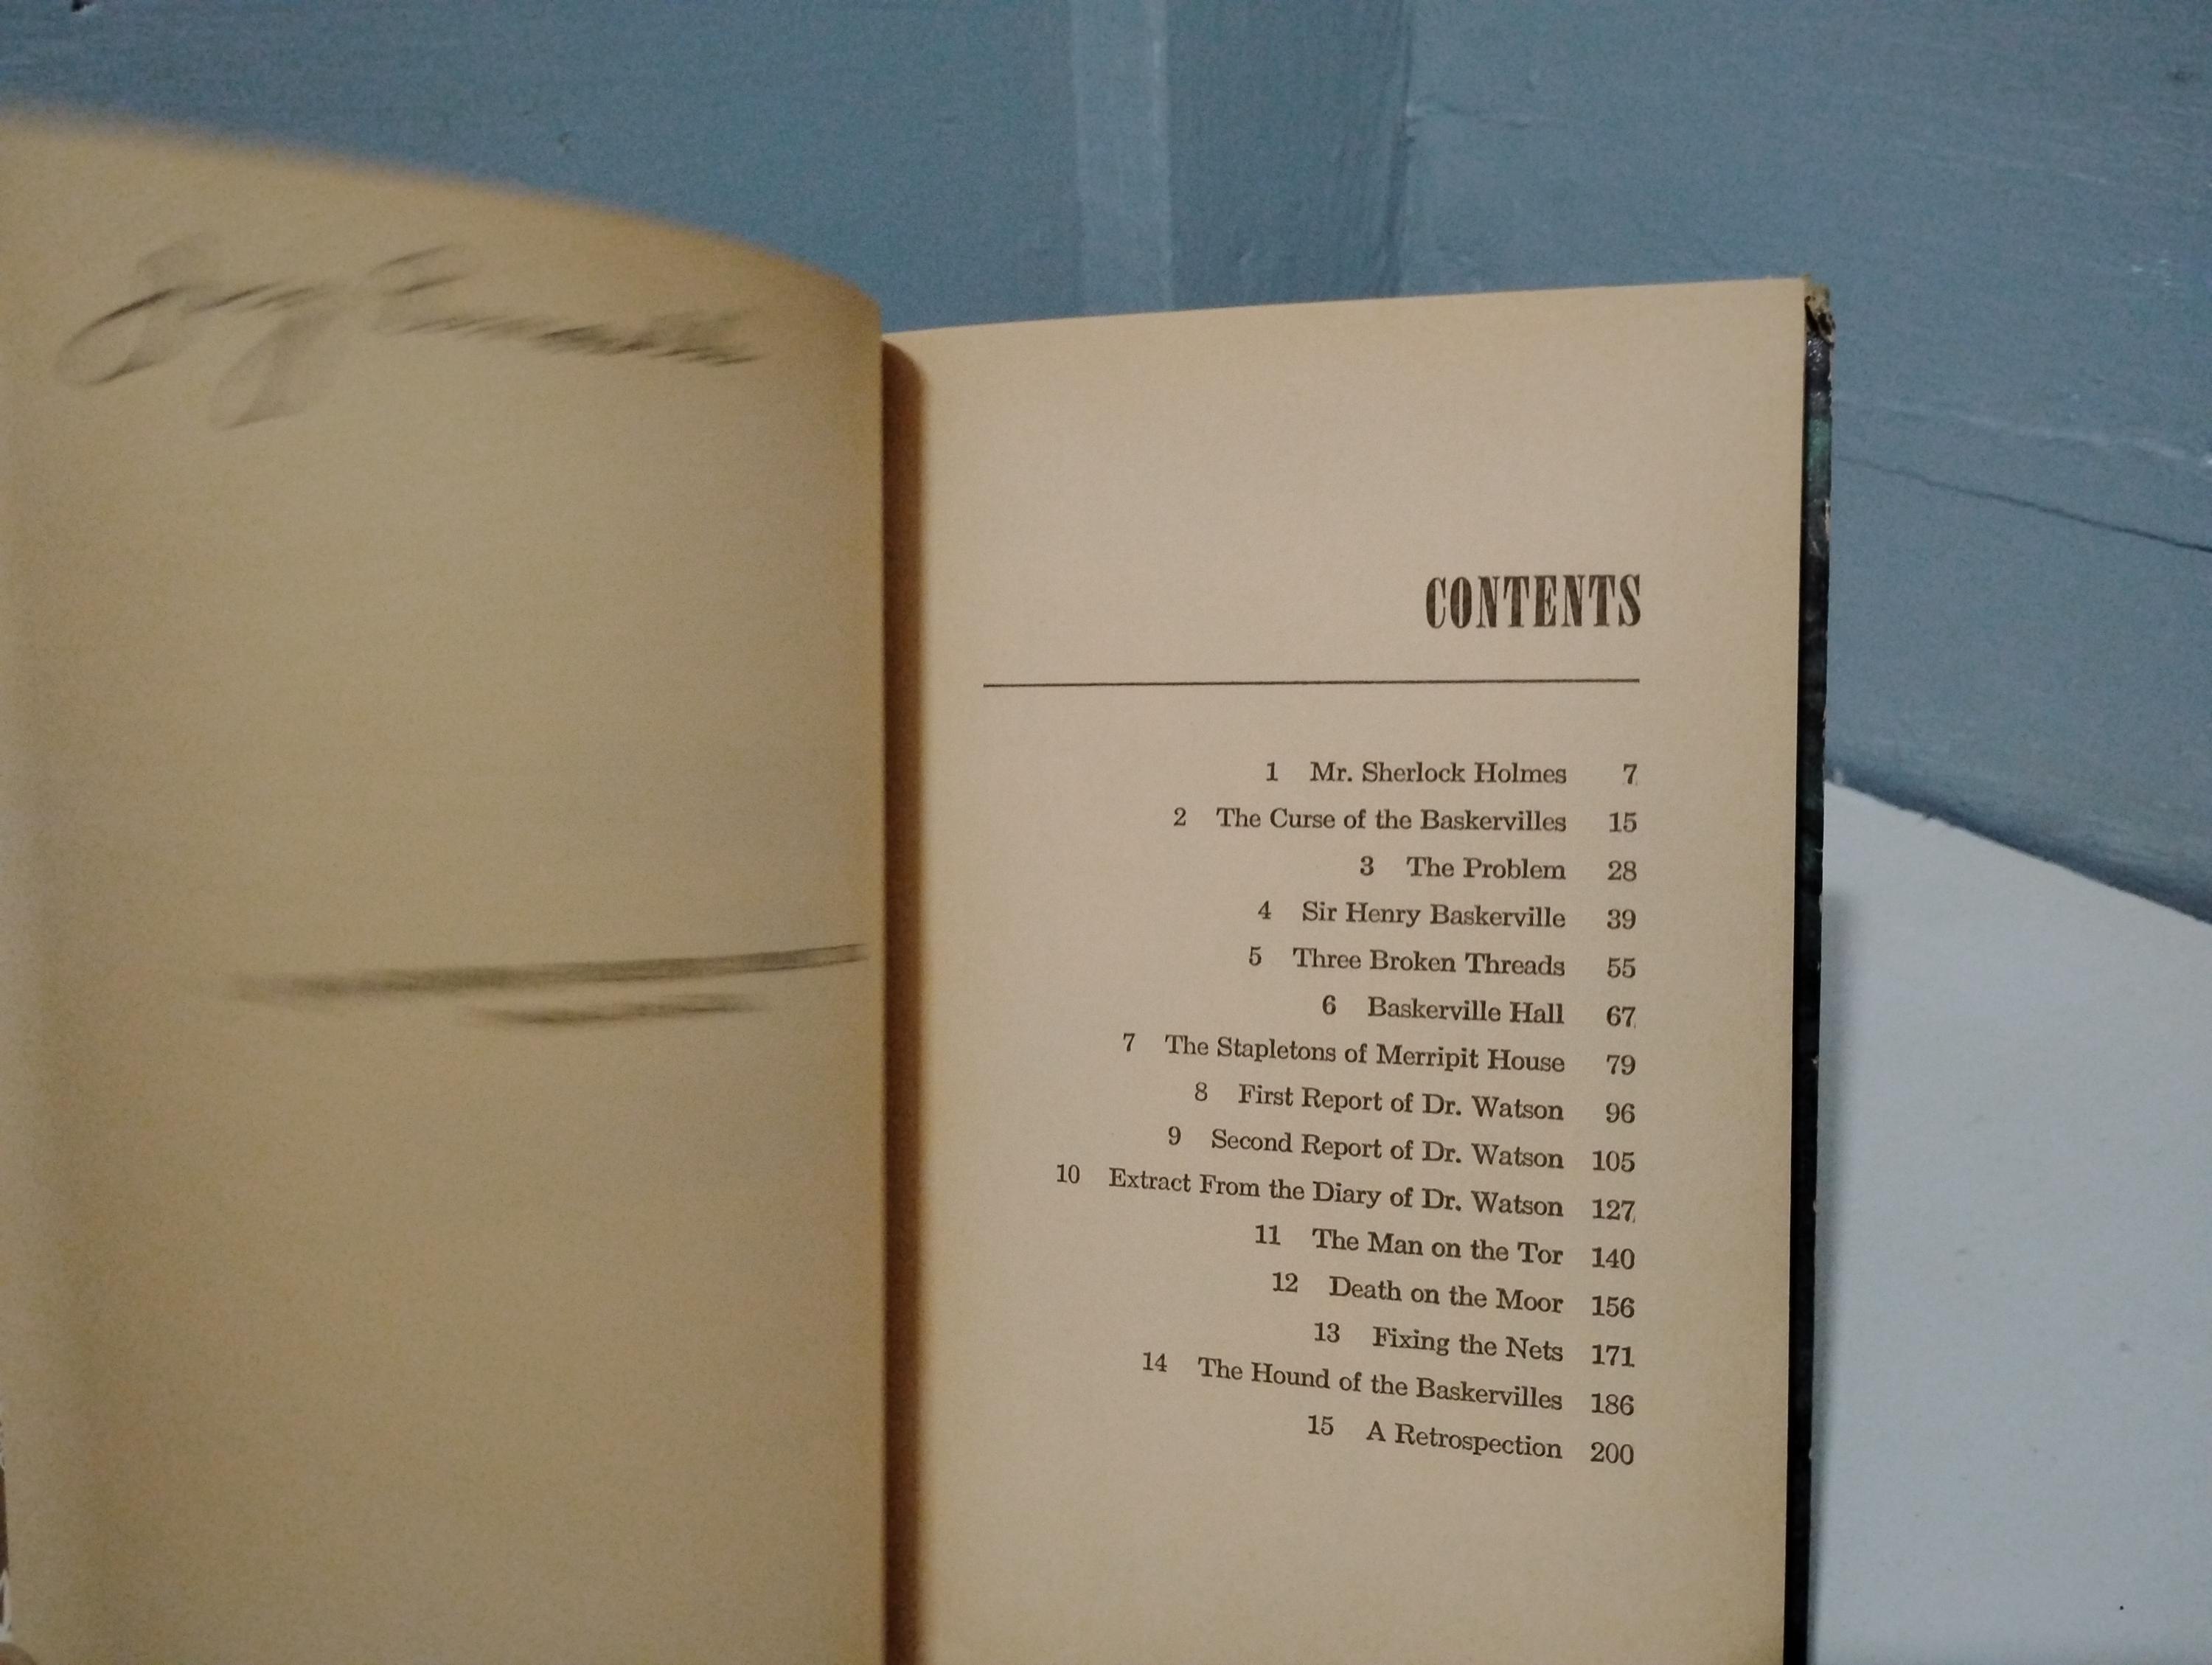 CONTENTS
1 Mr. Sherlock Holmes 7
2 The Curse of the Baskervilles 15
3 The Problem 28
4 Sir Henry Baskerville 39
5 Three Broken Threads 55
6 Baskerville Hall 67
7 The Stapletons of Merripit House 79
8 First Report of Dr. Watson 96
9 Second Report of Dr. Watson 105
10 Extract From the Diary of Dr. Watson 127
11 The Man on the Tor 140
12 Death on the Moor 156
13 Fixing the Nets 171
14 The Hound of the Baskervilles 186
15 A Retrospection 200